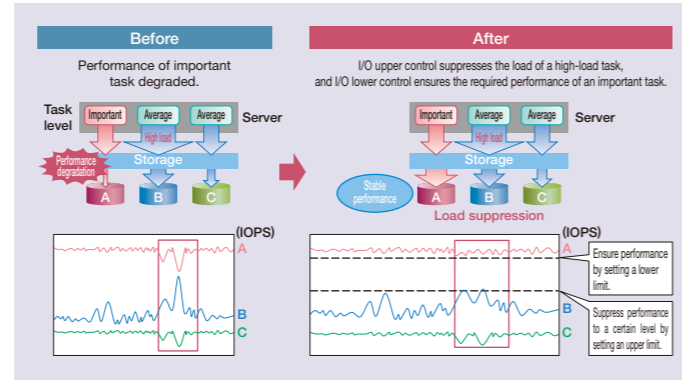 Before
Performance of important
task degraded.
Task
level
Important
Average
Average
Server
High load
Performance
degradation
Storage
A
B
C
(IOPS)
A
B
C
After
I/O upper control suppresses the load of a high-load task,
and I/O lower control ensures the required performance of an important task.
Important
Average
Average
Server
High load
Storage
Stable
performance
A
B
C
Load suppression
(IOPS)
A
B
C
Ensure performance
by setting a lower
limit.
Suppress performance
to a certain level by
setting an upper limit.